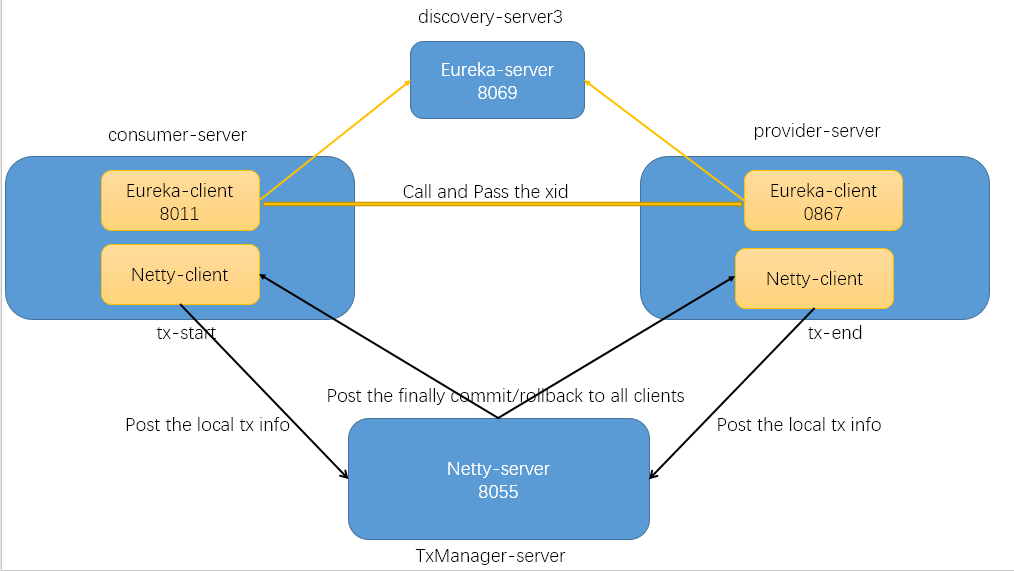 discovery-server3
Eureka-server
8069
consumer-server
provider-server
Eureka-client
8011
Call and Pass the xid
Eureka-client
0867
Netty-client
Netty-client
tx-start
tx-end
Post the finally commit/rollback to all clients
Post the local tx info
Post the local tx info
Netty-server
8055
TxManager-server